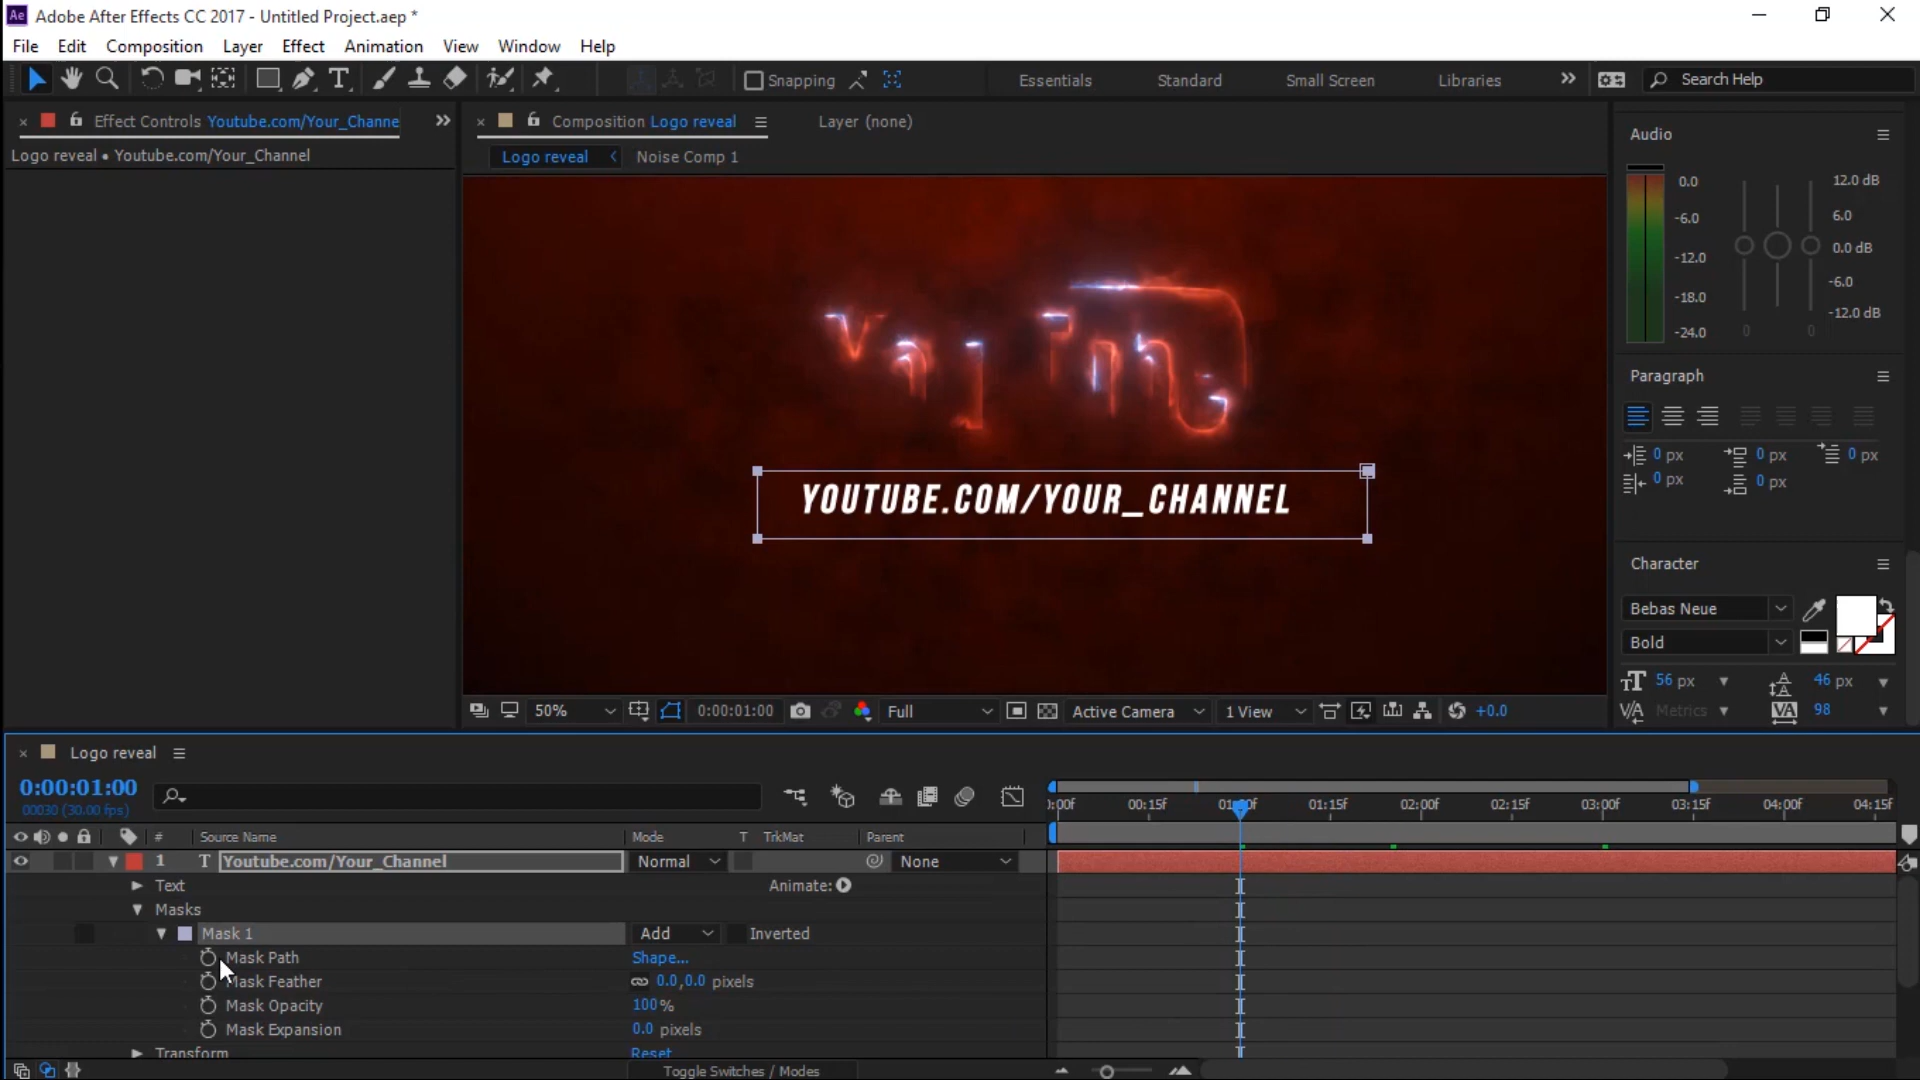 Ae Adobe After Effects CC 2017 - Untitled Project.aep *
File Edit Composition Layer Effect Animation View Window Help
Snapping Essentials Standard Small Screen Libraries Search Help
Effect Controls Youtube.com/Your_Channe
Composition Logo reveal Layer (none)
Logo reveal • Youtube.com/Your_Channel
Logo reveal Noise Comp 1
Audio
0.0 12.0 dB
-6.0 6.0
0.0 dB
-12.0
-6.0
-18.0
-12.0 dB
-24.0 0 0
Paragraph
0 px 0 px 0 px
0 px 0 px
YOUTUBE.COM/YOUR_CHANNEL
Character
Bebas Neue
Bold
56 px 46 px
Metrics 98
50% 0:00:01:00 Full Active Camera 1 View +0.0
Logo reveal
0:00:01:00
00030 (30.00 fps)
):00f 00:15f 01:00f 01:15f 02:00f 02:15f 03:00f 03:15f 04:00f 04:15f
# Source Name Mode T TrkMat Parent
1 T Youtube.com/Your_Channel Normal None
Text Animate:
Masks
Mask 1 Add Inverted
Mask Path Shape...
Mask Feather 0.0,0.0 pixels
Mask Opacity 100%
Mask Expansion 0.0 pixels
Transform Reset
Toggle Switches / Modes